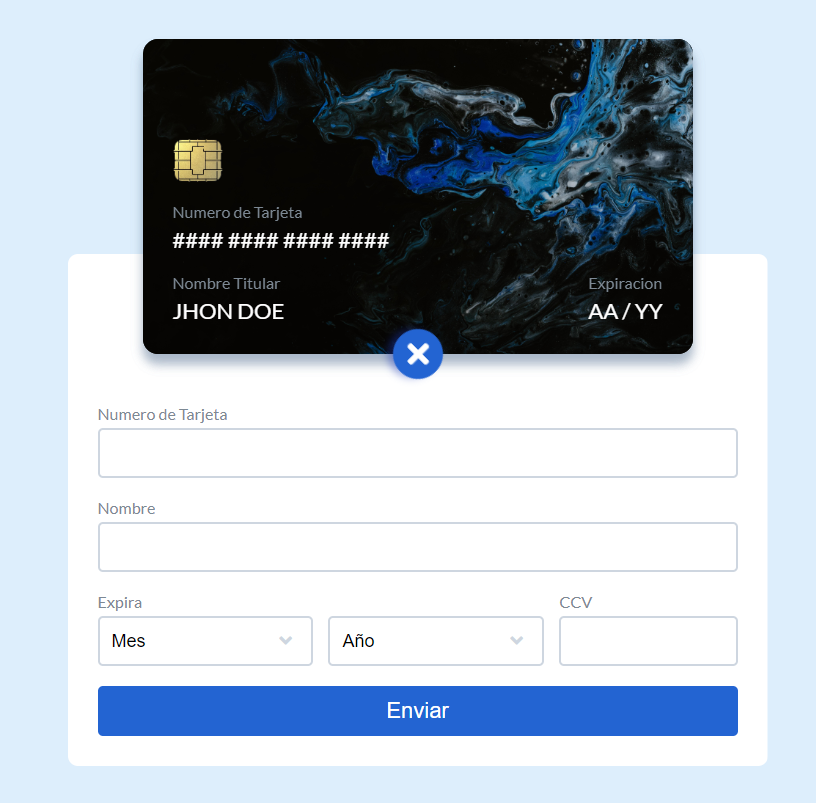 Numero de Tarjeta
#### #### #### ####
Nombre Titular
JHON DOE
Expiracion
AA / YY
Numero de Tarjeta
Nombre
Expira
CCV
Mes
Año
Enviar